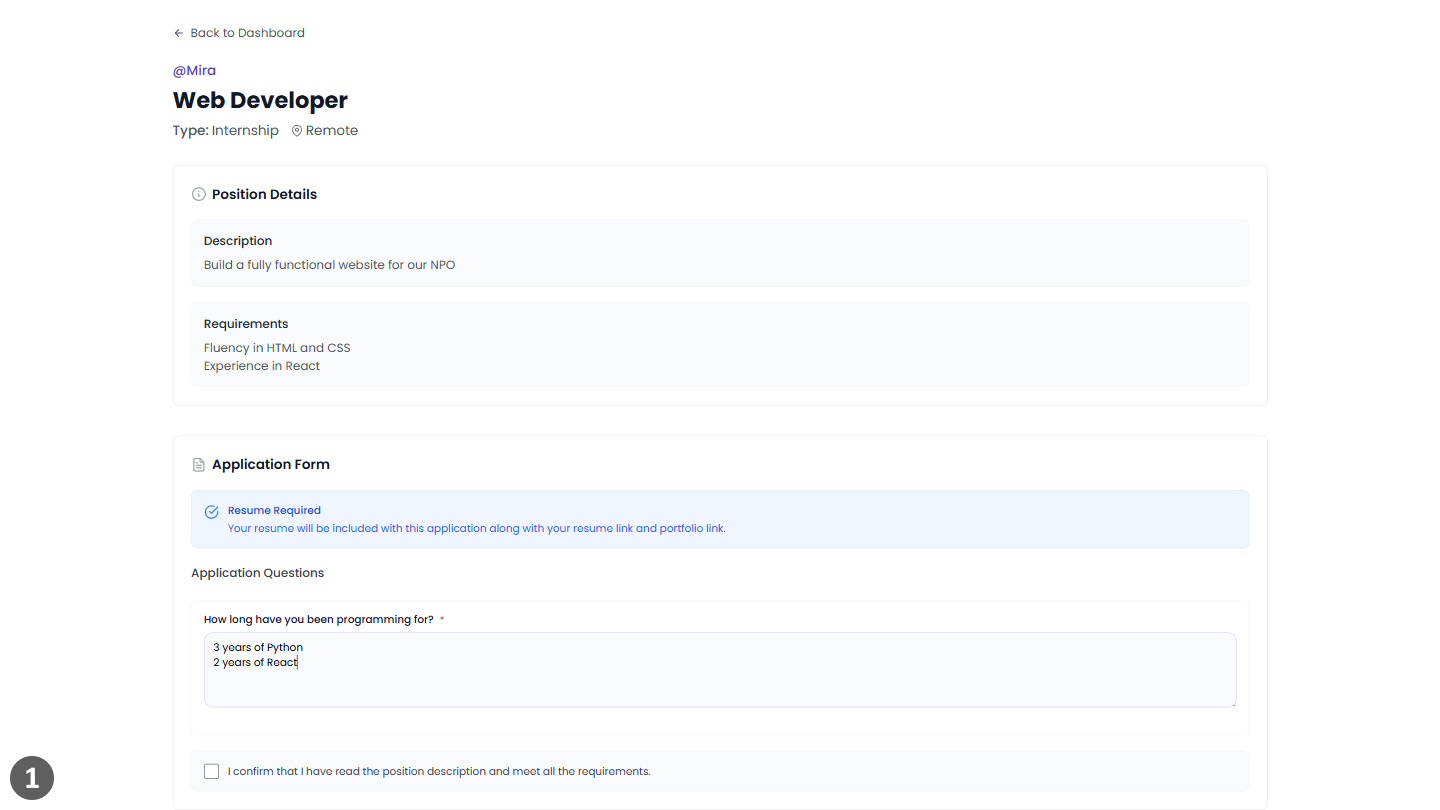 Back to Dashboard
@Mira
Web Developer
Type: Internship Remote
Position Details
Description
Build a fully functional website for our NPO
Requirements
Fluency in HTML and CSS
Experience in React
Application Form
Resume Required
Your resume will be included with this application along with your resume link and portfolio link.
Application Questions
How long have you been programming for? *
3 years of Python
2 years of React
I confirm that I have read the position description and meet all the requirements.
1